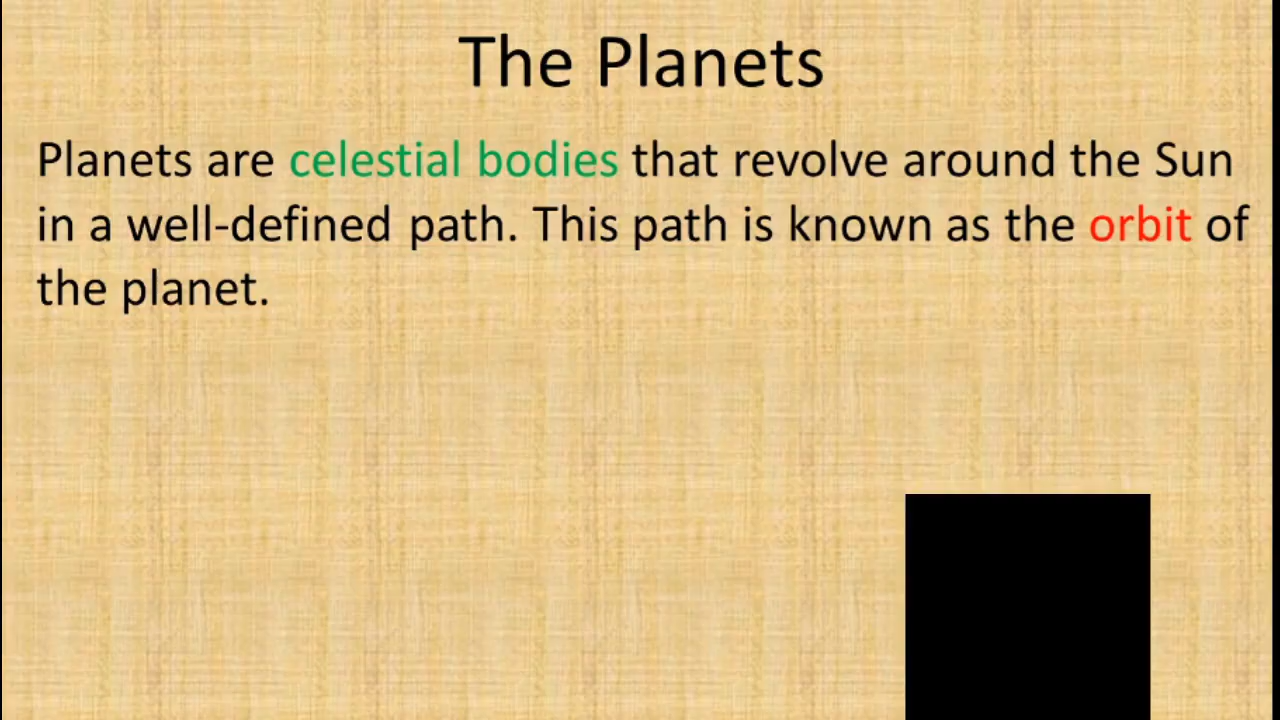 The Planets
Planets are celestial bodies that revolve around the Sun
in a well-defined path. This path is known as the orbit of
the planet.